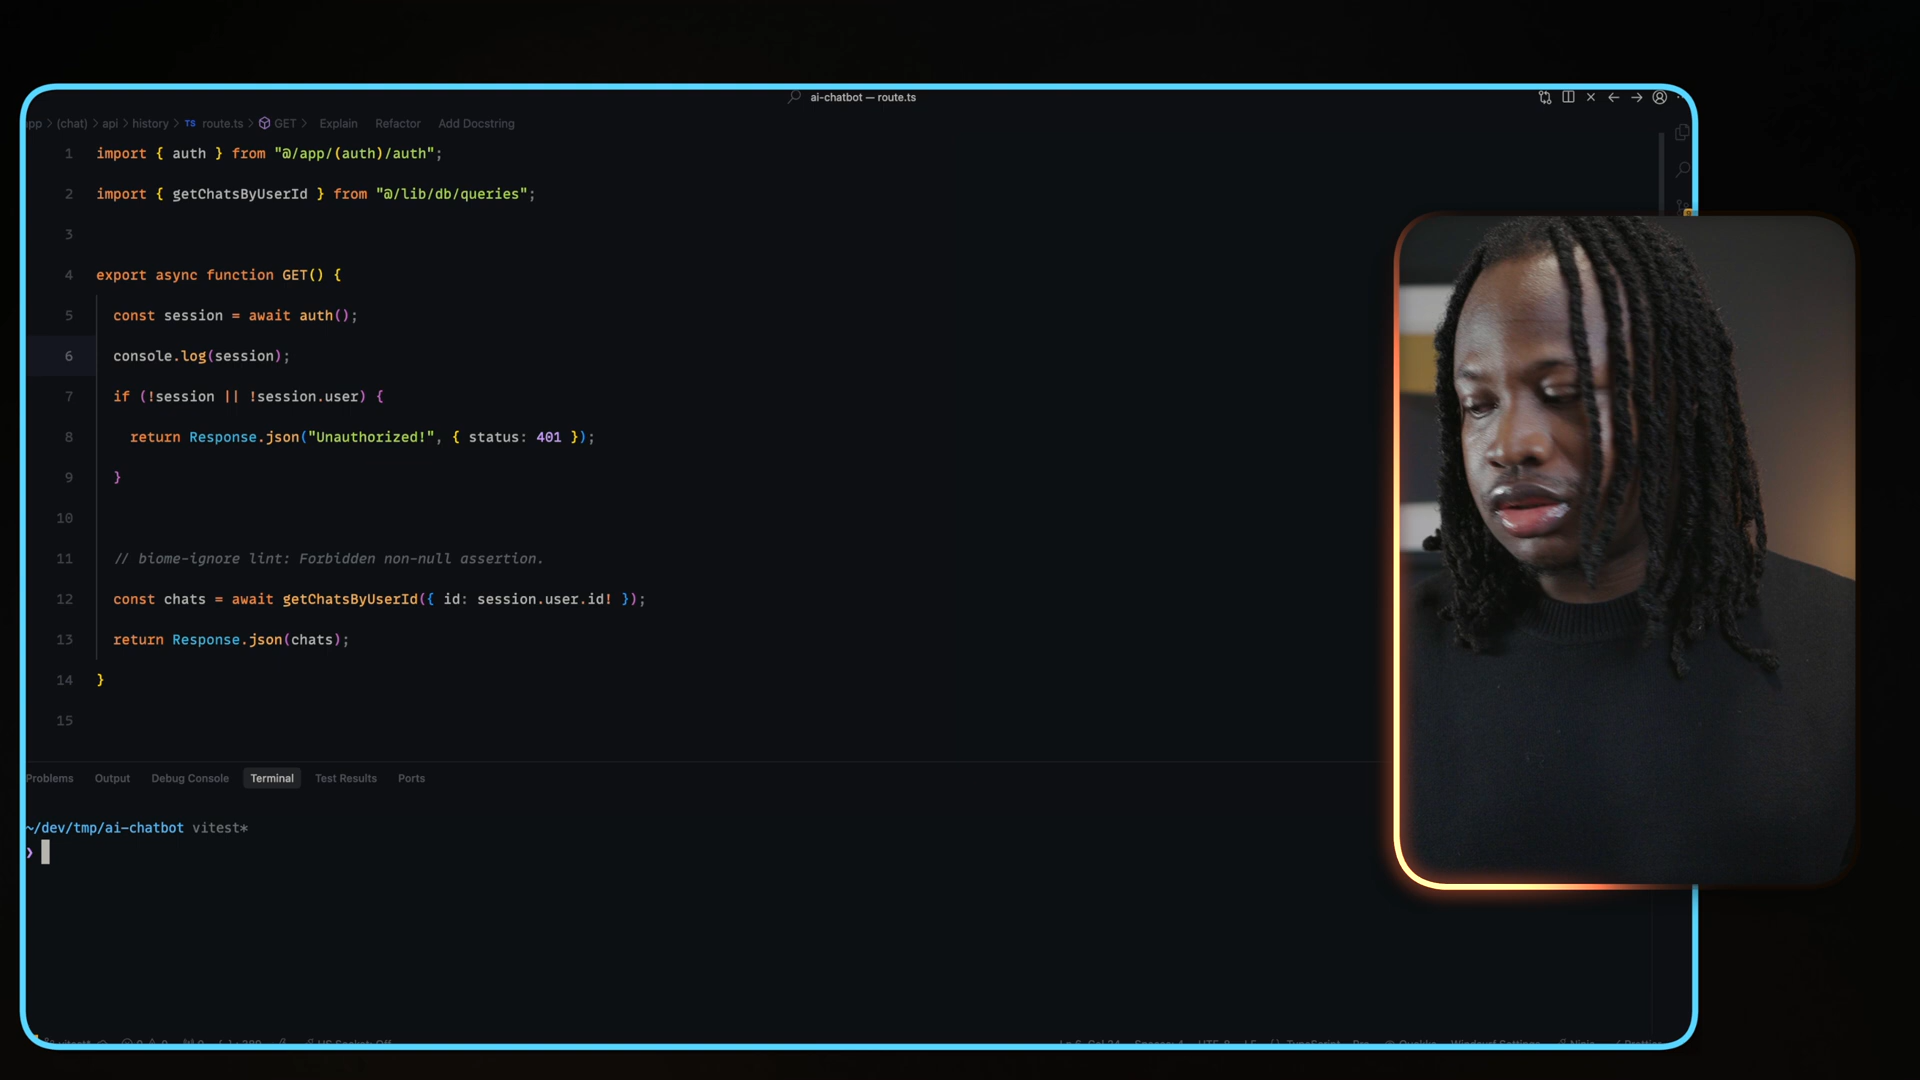 ai-chatbot — route.ts
(chat) > api > history > TS route.ts > GET > Explain Refactor Add Docstring
1 import { auth } from "@/app/(auth)/auth";
2 import { getChatsByUserId } from "@/lib/db/queries";
3
4 export async function GET() {
5 const session = await auth();
6 console.log(session);
7 if (!session || !session.user) {
8 return Response.json("Unauthorized!", { status: 401 });
9 }
10
11 // biome-ignore lint: Forbidden non-null assertion.
12 const chats = await getChatsByUserId({ id: session.user.id! });
13 return Response.json(chats);
14 }
15
Problems Output Debug Console Terminal Test Results Ports
~/dev/tmp/ai-chatbot vitest*
❯